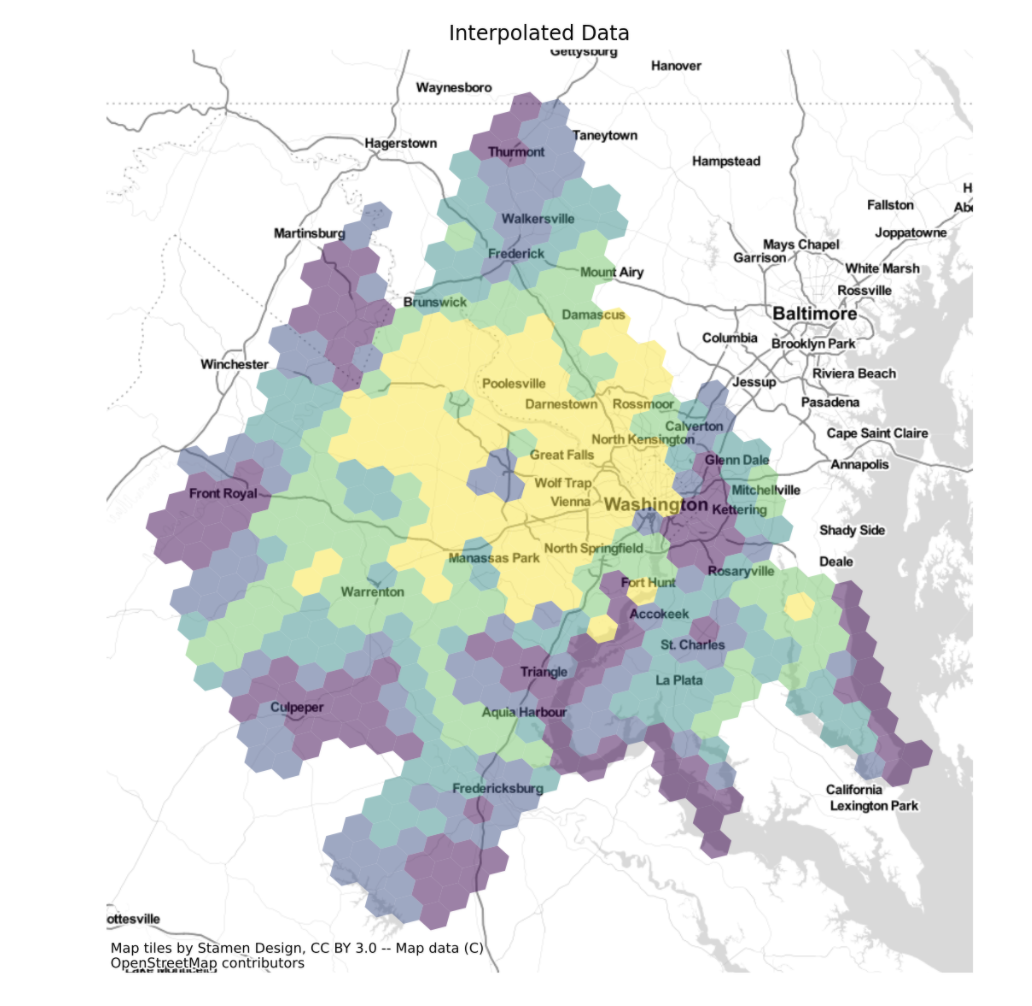 Interpolated Data
Gettysburg
Hanover
Waynesboro
Taneytown
Hagerstown
Thurmont
Hampstead
Fallston
Walkersville
Martinsburg
Joppatowne
Mays Chapel
Frederick
Garrison
White Marsh
Mount Airy
Rossville
Brunswick
Damascus
Baltimore
Columbia
Brooklyn Park
Winchester
Riviera Beach
Poolesville
Jessup
Darnestown
Rossmoor
Pasadena
Calverton
Cape Saint Claire
North Kensington
Great Falls
Glenn Dale
Annapolis
Wolf Trap
Front Royal
Mitchellville
Vienna
Washington
Kettering
Shady Side
North Springfield
Manassas Park
Deale
Rosaryville
Fort Hunt
Warrenton
Accokeek
St. Charles
Triangle
La Plata
Culpeper
Aquia Harbour
Fredericksburg
California
Lexington Park
ottesville
Map tiles by Stamen Design, CC BY 3.0 -- Map data (C)
OpenStreetMap contributors